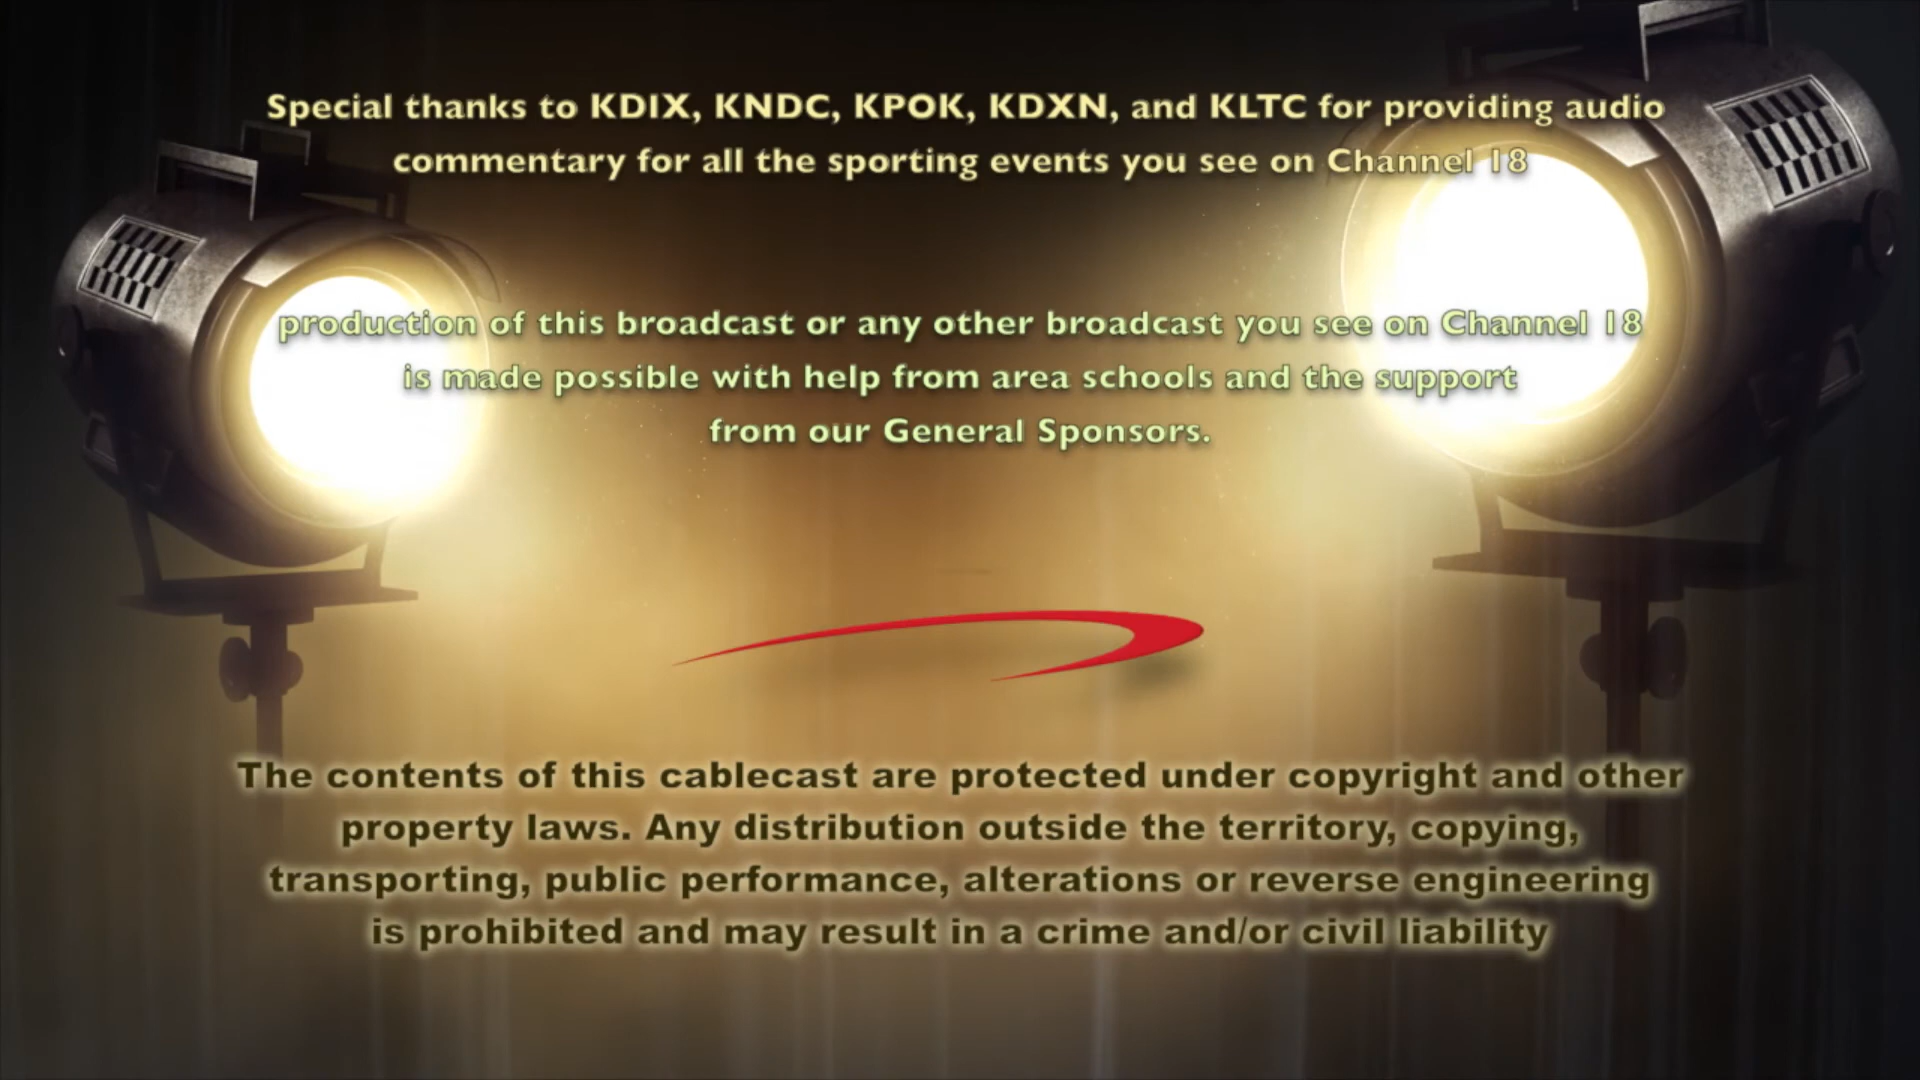 Special thanks to KDIX, KNDC, KPOK, KDXN, and KLTC for providing audio
commentary for all the sporting events you see on Channel 18
production of this broadcast or any other broadcast you see on Channel 18
is made possible with help from area schools and the support
from our General Sponsors.
The contents of this cablecast are protected under copyright and other
property laws. Any distribution outside the territory, copying,
transporting, public performance, alterations or reverse engineering
is prohibited and may result in a crime and/or civil liability